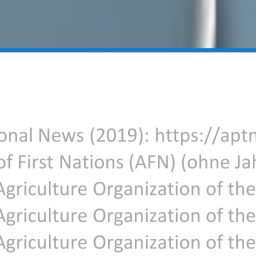 onal News (2019): https://aptn
of First Nations (AFN) (ohne Jah
Agriculture Organization of the
Agriculture Organization of the
Agriculture Organization of the